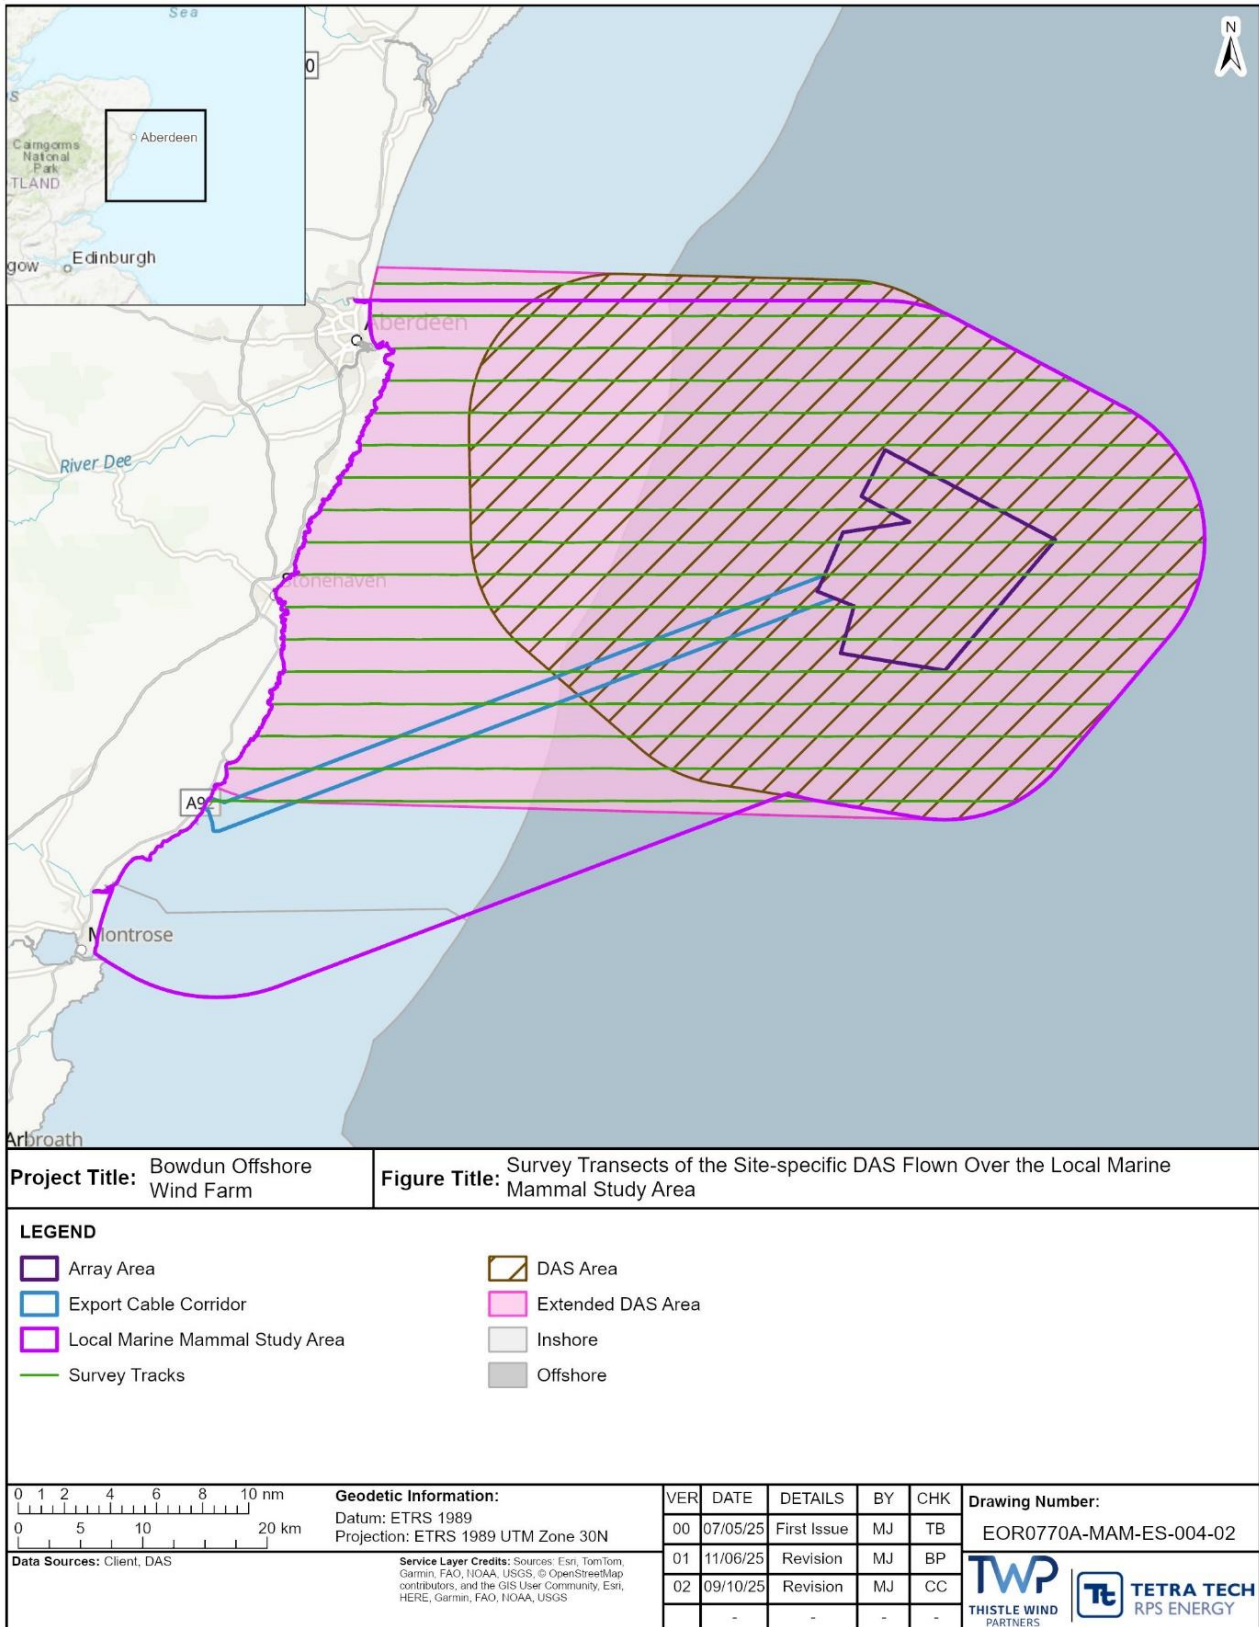 Sea
0
Aberdeen
Cairngorms
National
Park
TLAND
gow
Edinburgh
N
Aberdeen
River Dee
Stonehaven
A92
Montrose
Arbroath
Project Title: Bowdun Offshore
Wind Farm
Figure Title: Survey Transects of the Site-specific DAS Flown Over the Local Marine
Mammal Study Area
LEGEND
Array Area
Export Cable Corridor
Local Marine Mammal Study Area
Survey Tracks
DAS Area
Extended DAS Area
Inshore
Offshore
0 1 2 4 6 8 10 nm
0 5 10 20 km
Data Sources: Client, DAS
Geodetic Information:
Datum: ETRS 1989
Projection: ETRS 1989 UTM Zone 30N
Service Layer Credits: Sources: Esri, TomTom,
Garmin, FAO, NOAA, USGS, © OpenStreetMap
contributors, and the GIS User Community, Esri,
HERE, Garmin, FAO, NOAA, USGS
VER DATE DETAILS BY CHK
00 07/05/25 First Issue MJ TB
01 11/06/25 Revision MJ BP
02 09/10/25 Revision MJ CC
- - - -
Drawing Number:
EOR0770A-MAM-ES-004-02
TWP
THISTLE WIND
PARTNERS
Tt
TETRA TECH
RPS ENERGY